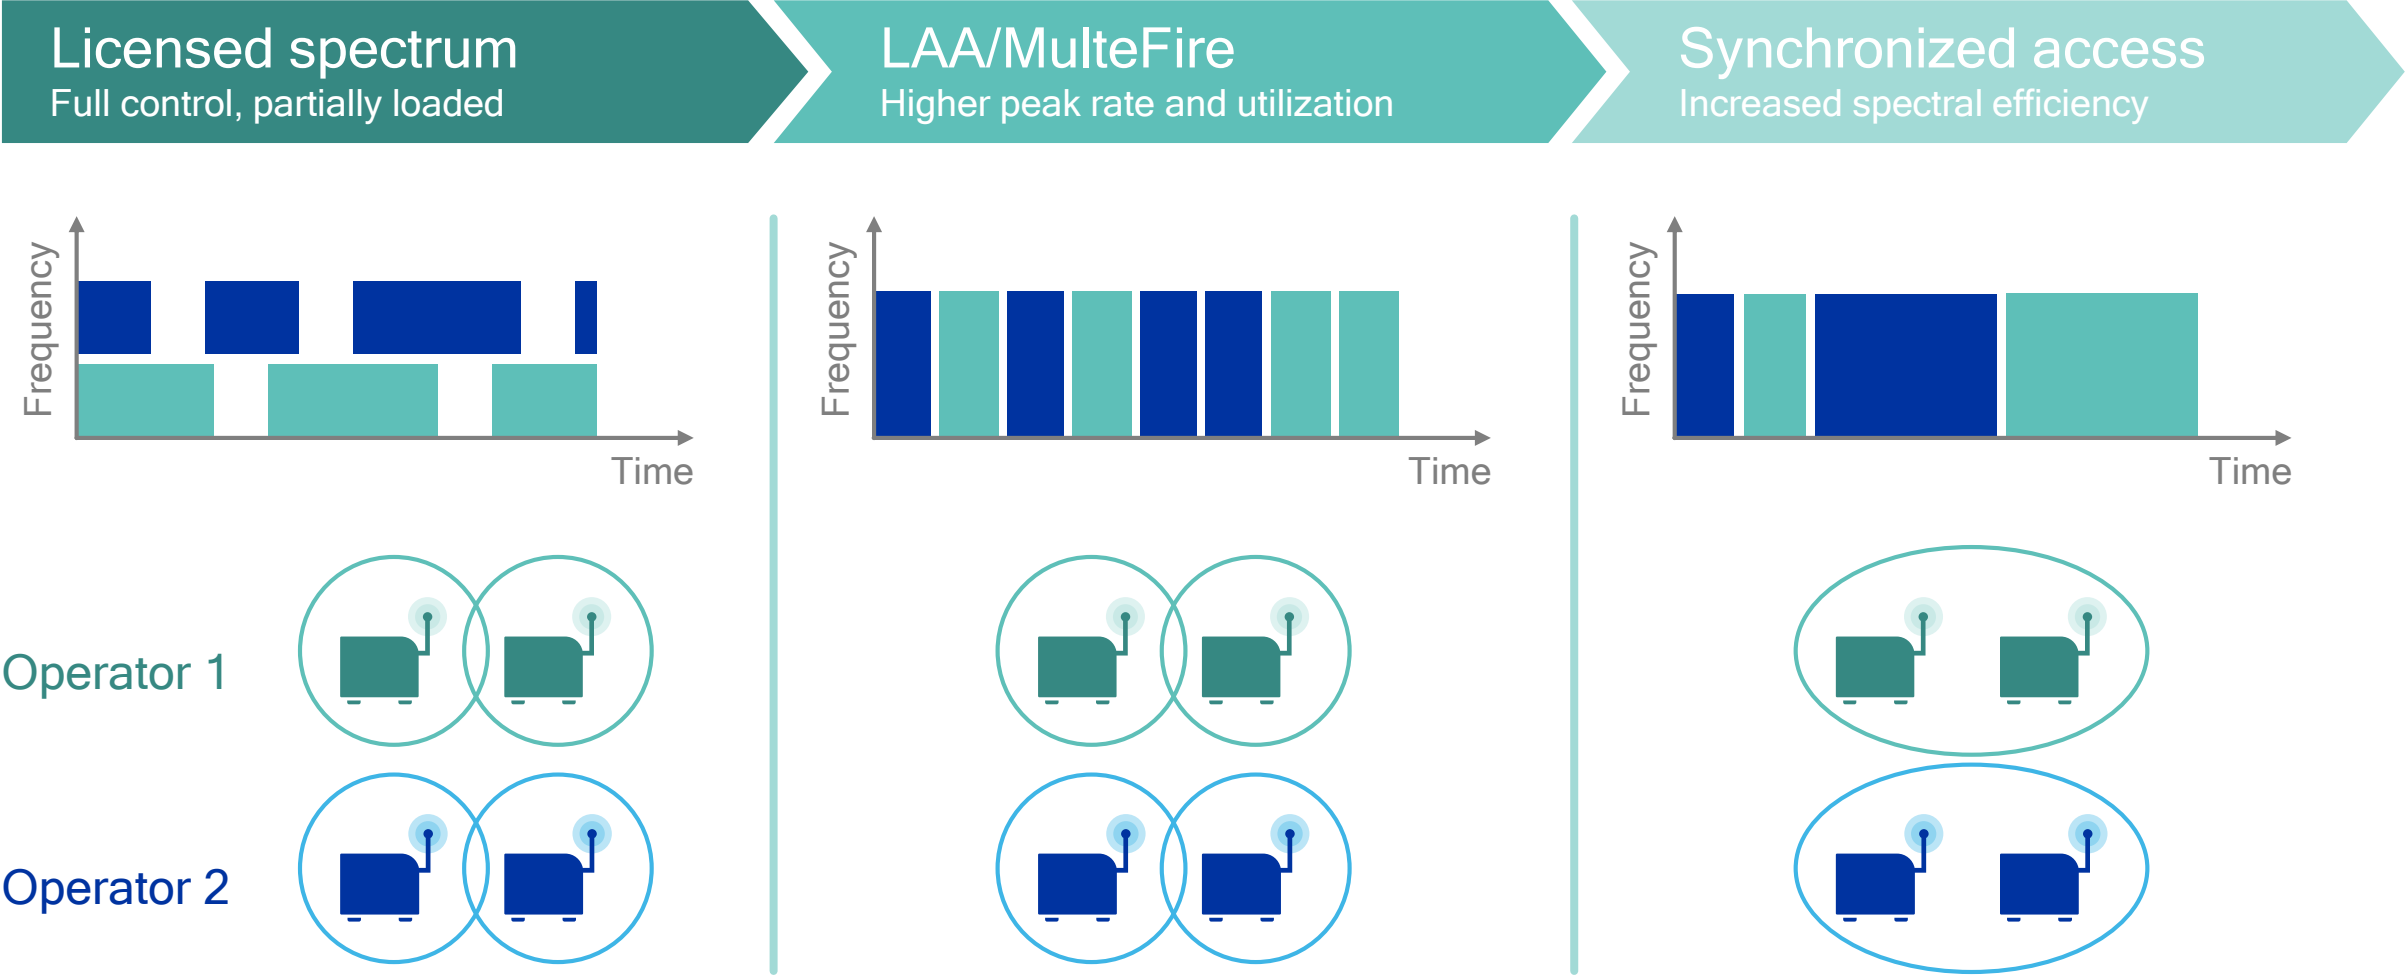 Licensed spectrum
Full control, partially loaded
LAA/MulteFire
Higher peak rate and utilization
Synchronized access
Increased spectral efficiency
Frequency
Time
Frequency
Time
Frequency
Time
Operator 1
Operator 2